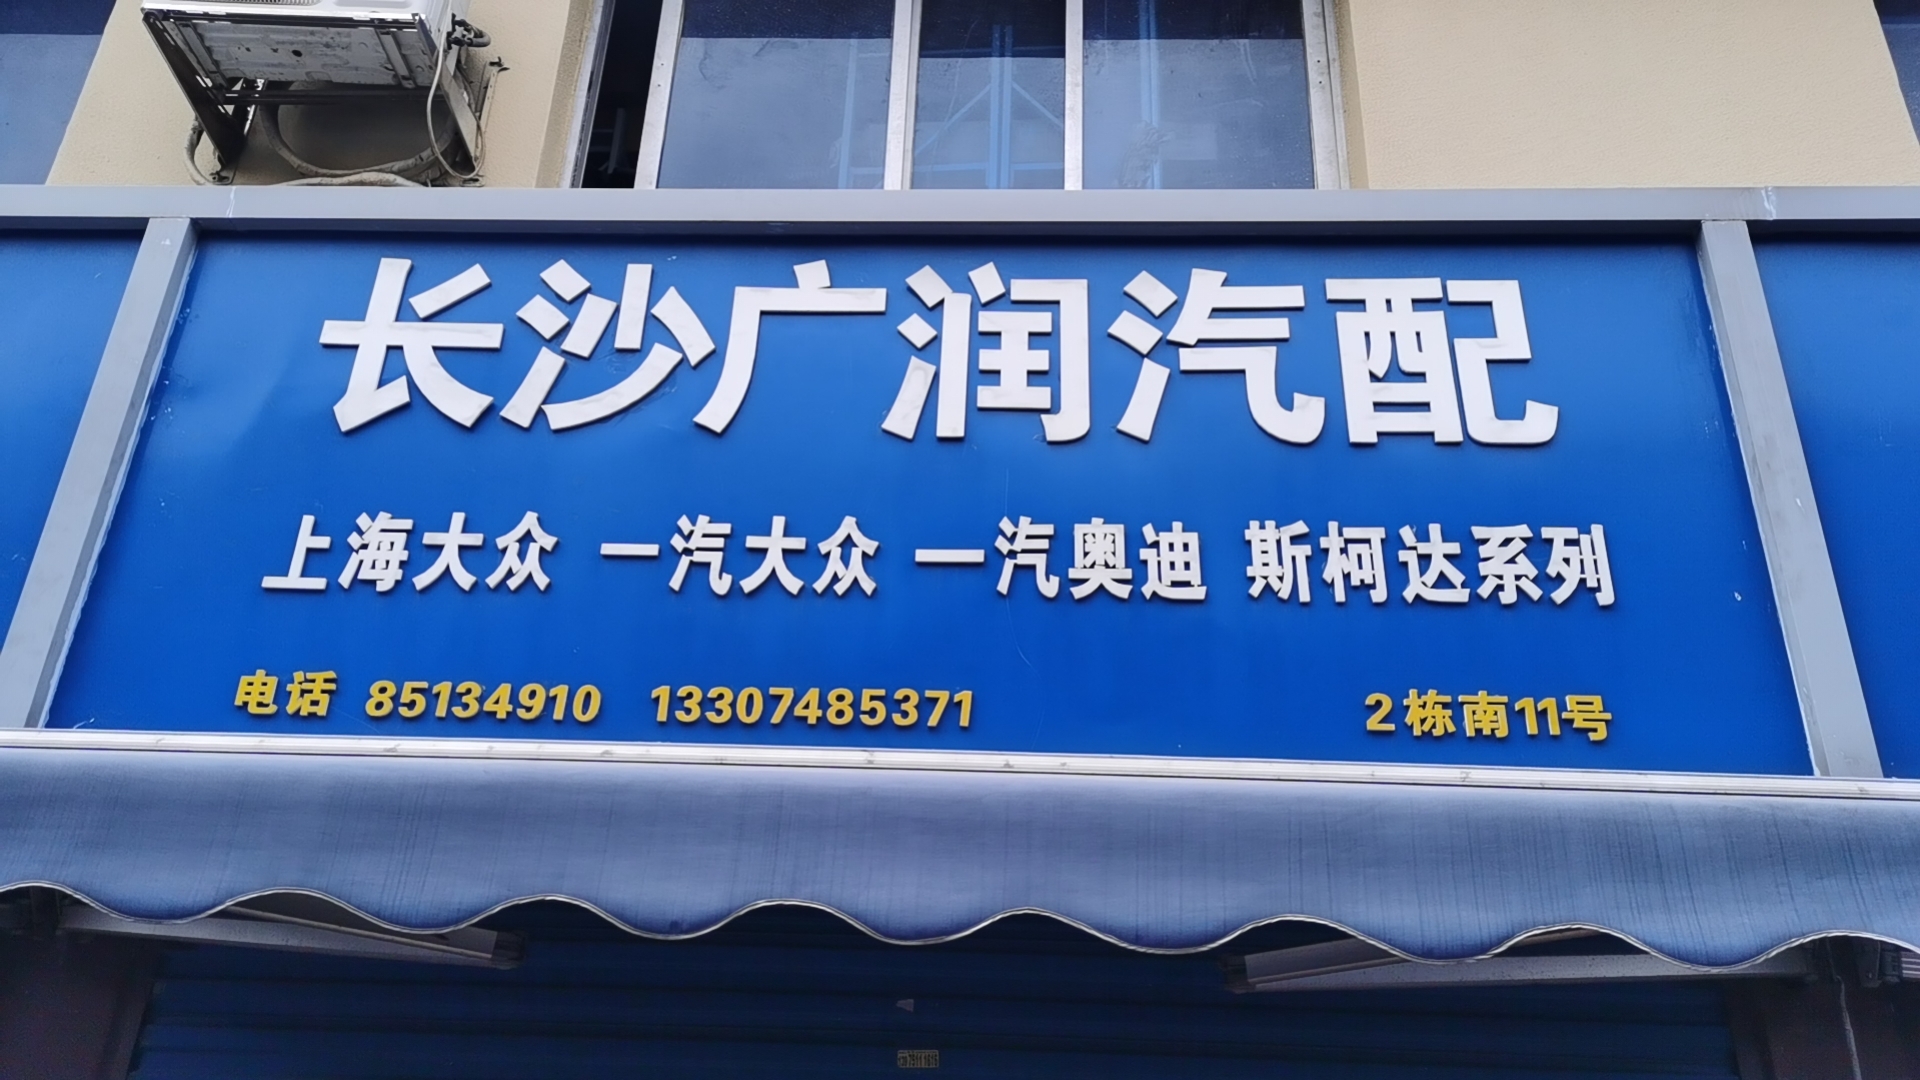 长沙广润汽配
上海大众 一汽大众 一汽奥迪 斯柯达系列
电话 85134910 13307485371 2栋南11号